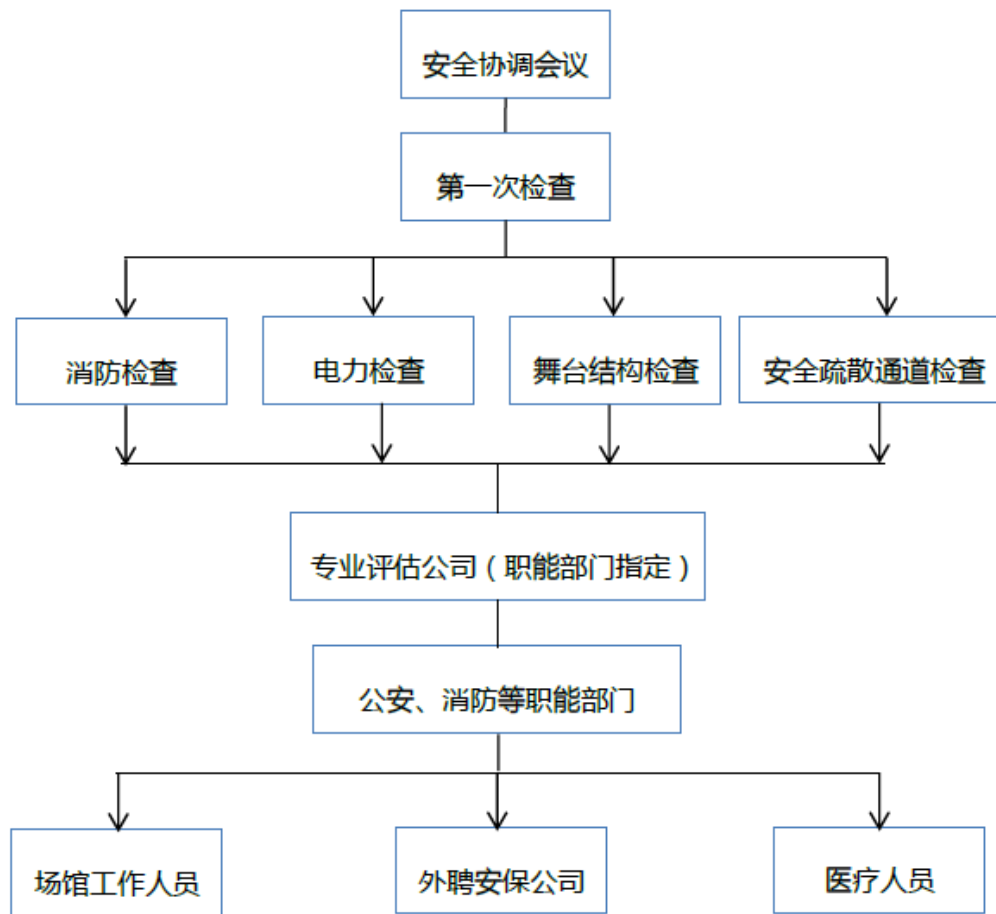 安全协调会议
第一次检查
消防检查
电力检查
舞台结构检查
安全疏散通道检查
专业评估公司（职能部门指定）
公安、消防等职能部门
场馆工作人员
外聘安保公司
医疗人员